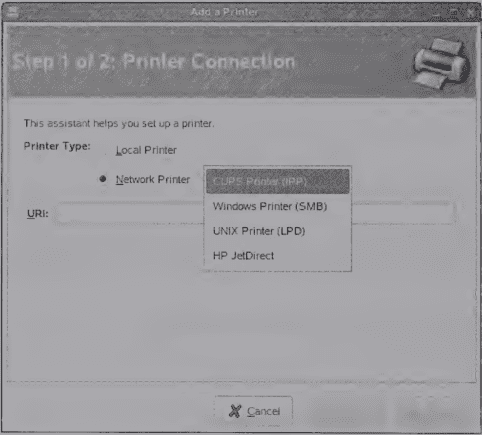 Add a Printer
Step 1 of 2: Printer Connection
This assistant helps you set up a printer.
Printer Type: Local Printer
Network Printer
CUPS Printer (IPP)
Windows Printer (SMB)
UNIX Printer (LPD)
HP JetDirect
URI:
Cancel